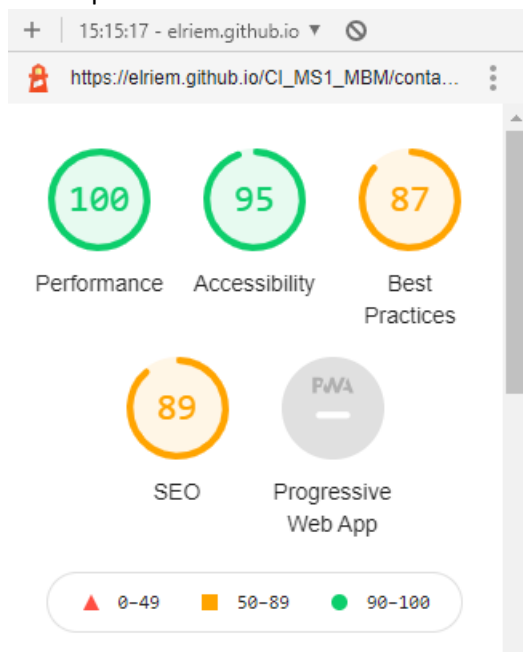 + 15:15:17 - elriem.github.io ▼
https://elriem.github.io/CI_MS1_MBM/conta...
100 95 87
Performance Accessibility Best
Practices
89 PWA
SEO Progressive
Web App
0–49 50–89 90–100